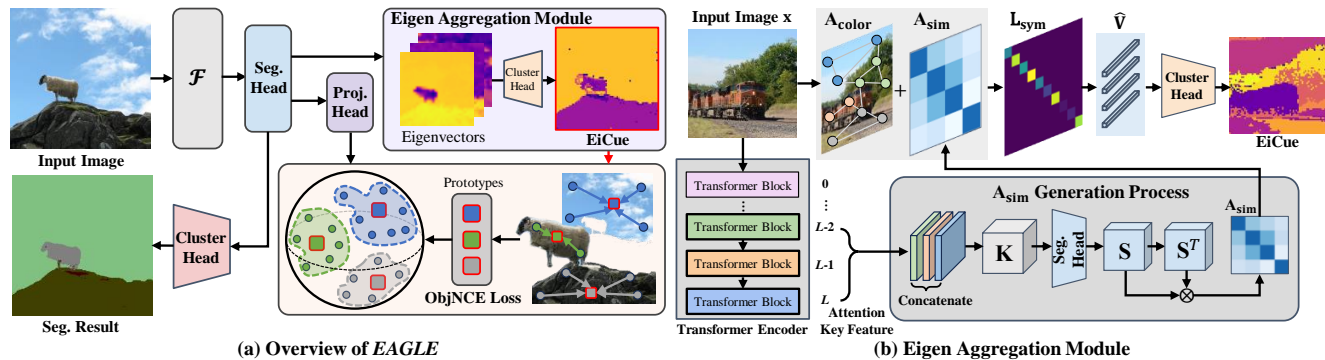 Input Image
𝓕
Seg.
Head
Proj.
Head
Eigen Aggregation Module
Eigenvectors
Cluster
Head
EiCue
Seg. Result
Cluster
Head
Prototypes
ObjNCE Loss
(a) Overview of EAGLE
Input Image x
A_color
+
A_sim
L_sym
V̂
Cluster
Head
EiCue
Transformer Block
⋮
Transformer Block
Transformer Block
Transformer Block
Transformer Encoder
0
⋮
L-2
L-1
L
Attention
Key Feature
A_sim Generation Process
Concatenate
K
Seg.
Head
S
S^T
⊗
A_sim
(b) Eigen Aggregation Module